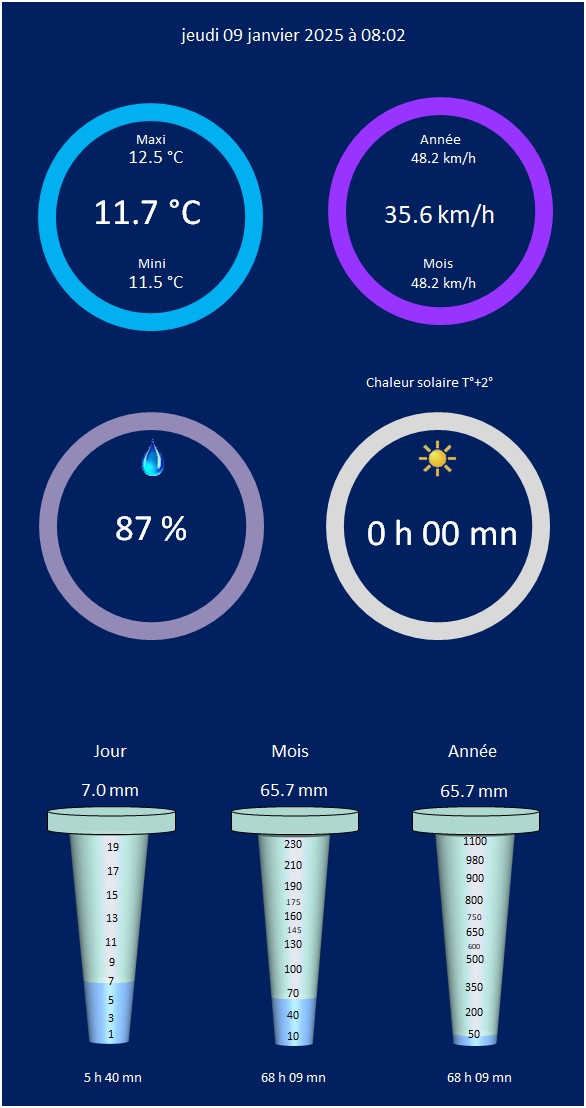 jeudi 09 janvier 2025 à 08:02
Maxi
12.5 °C
11.7 °C
Mini
11.5 °C
Année
48.2 km/h
35.6 km/h
Mois
48.2 km/h
Chaleur solaire T°+2°
87 %
0 h 00 mn
Jour
7.0 mm
19
17
15
13
11
9
7
5
3
1
5 h 40 mn
Mois
65.7 mm
230
210
190
175
160
145
130
100
70
40
10
68 h 09 mn
Année
65.7 mm
1100
980
900
800
750
650
600
500
350
200
50
68 h 09 mn